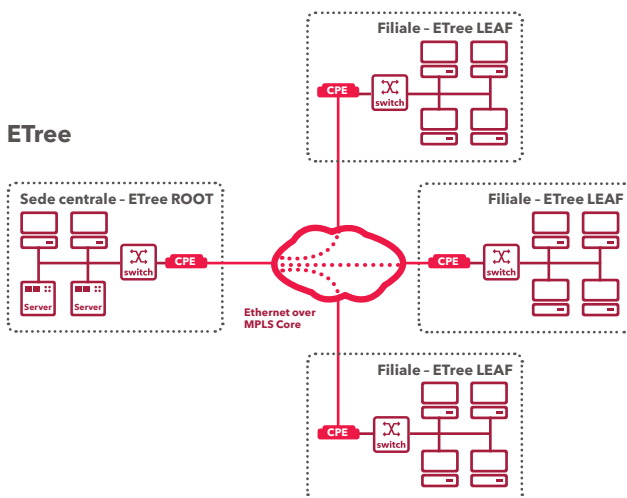 Filiale – ETree LEAF
CPE
switch
ETree
Sede centrale – ETree ROOT
switch
CPE
Server
Server
Filiale – ETree LEAF
CPE
switch
Ethernet over
MPLS Core
Filiale – ETree LEAF
CPE
switch